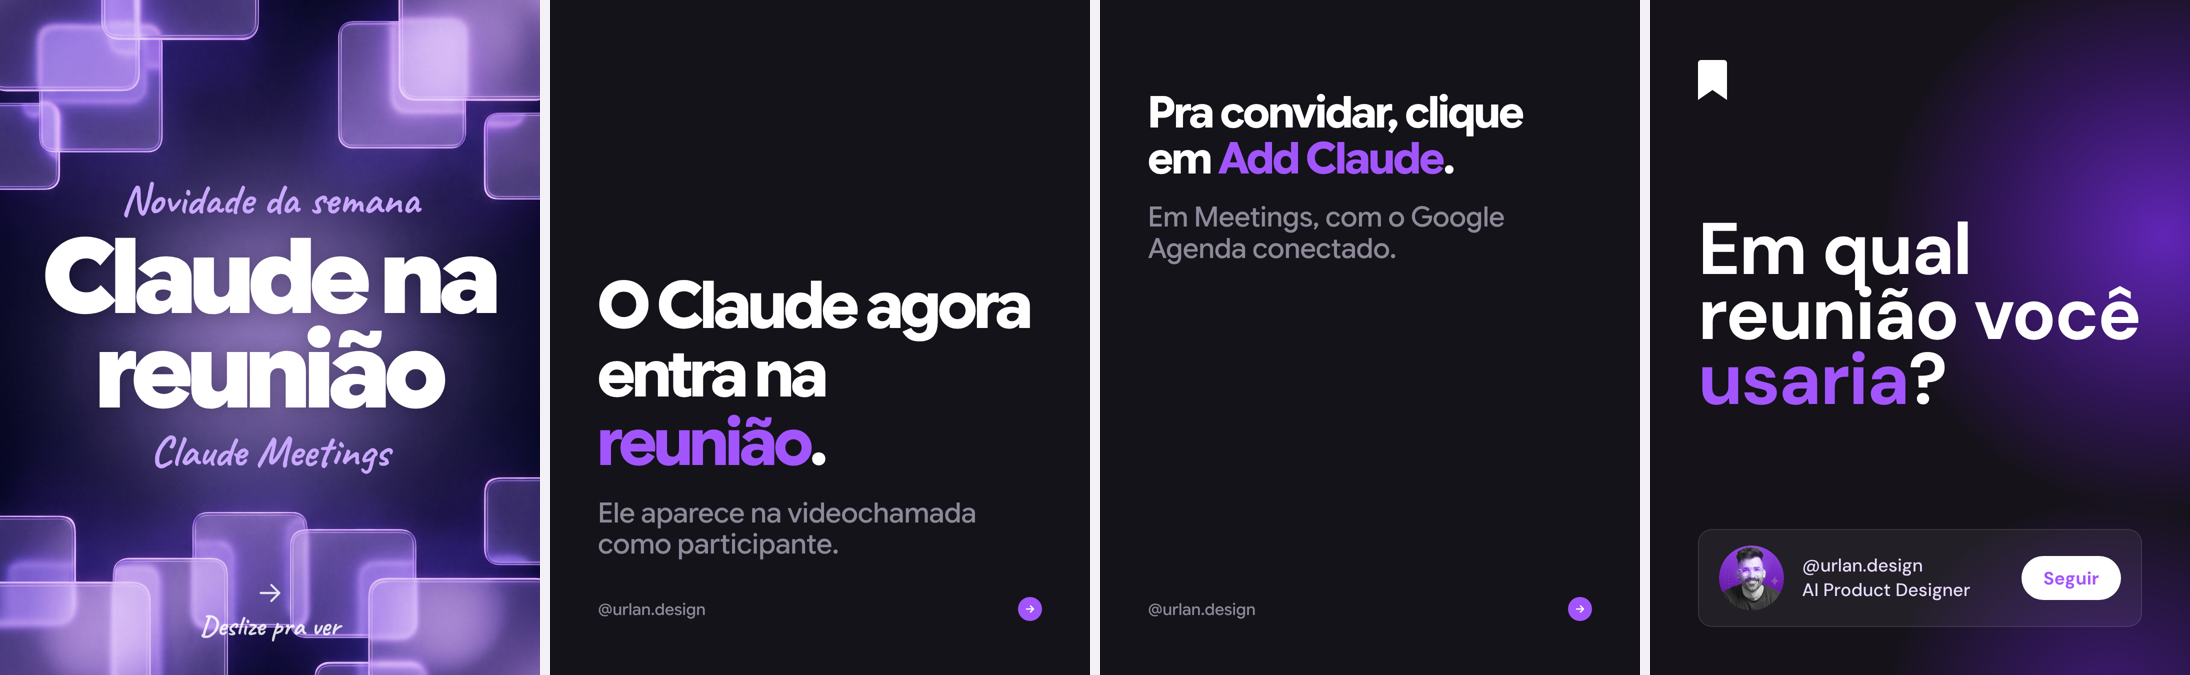 Novidade da semana
Claude na
reunião
Claude Meetings
→
Deslize pra ver
O Claude agora
entra na
reunião.
Ele aparece na videochamada
como participante.
@urlan.design
Pra convidar, clique
em Add Claude.
Em Meetings, com o Google
Agenda conectado.
@urlan.design
Em qual
reunião você
usaria?
@urlan.design
AI Product Designer
Seguir